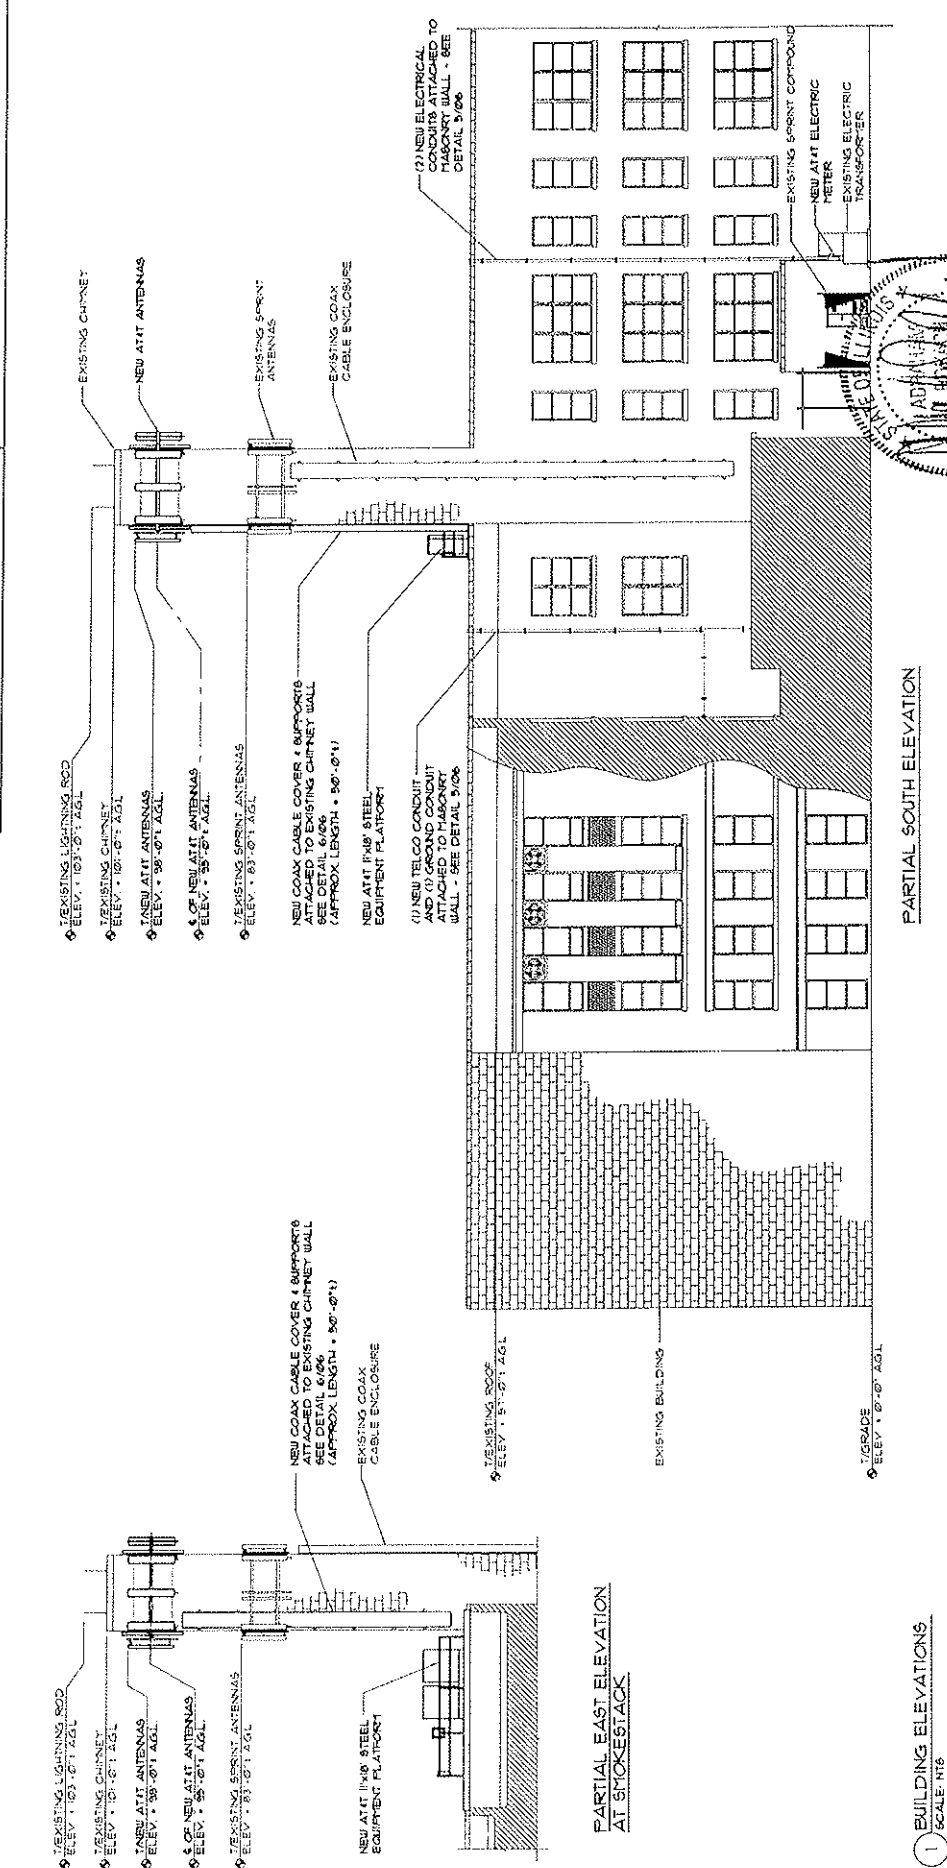 T/EXISTING LIGHTNING ROD
ELEV. = 103'-0"± AGL
T/EXISTING CHIMNEY
ELEV. = 101'-0"± AGL
T/NEW AT&T ANTENNAS
ELEV. = 98'-0"± AGL
℄ OF NEW AT&T ANTENNAS
ELEV. = 95'-0"± AGL
T/EXISTING SPRINT ANTENNAS
ELEV. = 83'-0"± AGL
NEW COAX CABLE COVER & SUPPORTS
ATTACHED TO EXISTING CHIMNEY WALL
SEE DETAIL 6/C06
(APPROX. LENGTH = 50'-0"±)
EXISTING COAX
CABLE ENCLOSURE
NEW AT&T 11'x18' STEEL
EQUIPMENT PLATFORM
PARTIAL EAST ELEVATION
AT SMOKESTACK
T/EXISTING LIGHTNING ROD
ELEV. = 103'-0"± AGL
T/EXISTING CHIMNEY
ELEV. = 101'-0"± AGL
T/NEW AT&T ANTENNAS
ELEV. = 98'-0"± AGL
℄ OF NEW AT&T ANTENNAS
ELEV. = 95'-0"± AGL
T/EXISTING SPRINT ANTENNAS
ELEV. = 83'-0"± AGL
NEW COAX CABLE COVER & SUPPORTS
ATTACHED TO EXISTING CHIMNEY WALL
SEE DETAIL 6/C06
(APPROX. LENGTH = 50'-0"±)
NEW AT&T 11'x18' STEEL
EQUIPMENT PLATFORM
(1) NEW TELCO CONDUIT
AND (1) GROUND CONDUIT
ATTACHED TO MASONRY
WALL - SEE DETAIL 5/C06
EXISTING CHIMNEY
NEW AT&T ANTENNAS
EXISTING SPRINT
ANTENNAS
EXISTING COAX
CABLE ENCLOSURE
(2) NEW ELECTRICAL
CONDUITS ATTACHED TO
MASONRY WALL - SEE
DETAIL 5/C06
EXISTING SPRINT COMPOUND
NEW AT&T ELECTRIC
METER
EXISTING ELECTRIC
TRANSFORMER
T/EXISTING ROOF
ELEV. = 57'-0"± AGL
EXISTING BUILDING
T/GRADE
ELEV. = 0'-0" AGL
PARTIAL SOUTH ELEVATION
STATE OF ILLINOIS
1 BUILDING ELEVATIONS
SCALE: NTS